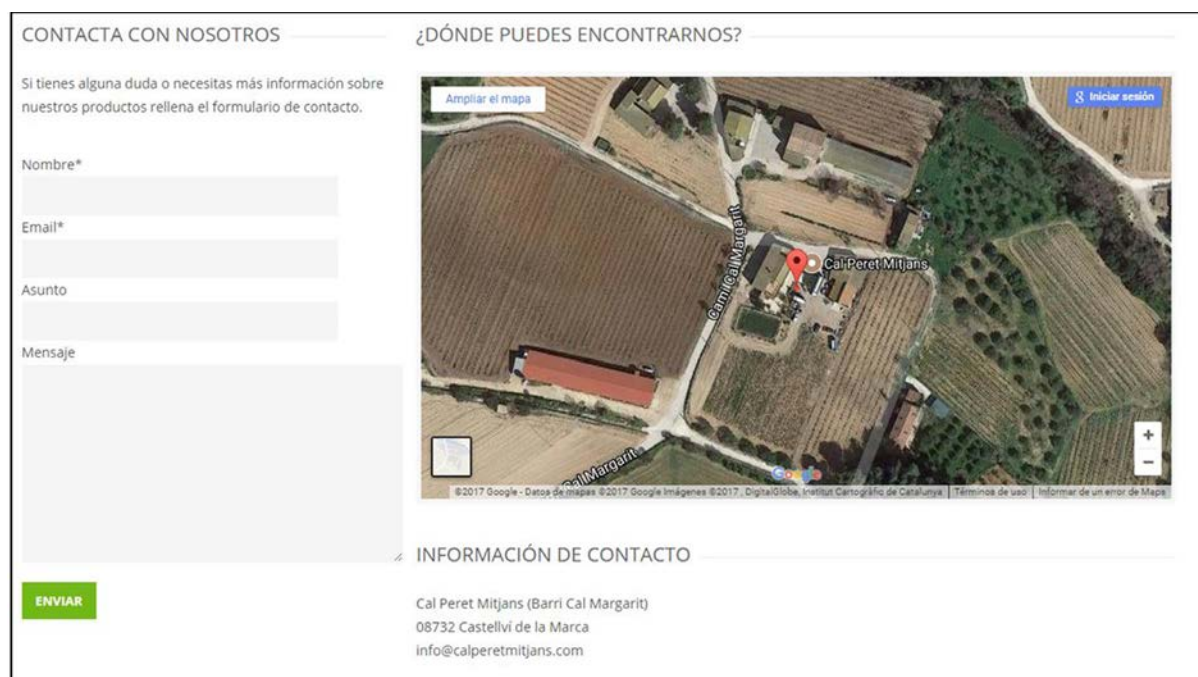 CONTACTA CON NOSOTROS
Si tienes alguna duda o necesitas más información sobre
nuestros productos rellena el formulario de contacto.
Nombre*
Email*
Asunto
Mensaje
ENVIAR
¿DÓNDE PUEDES ENCONTRARNOS?
Ampliar el mapa
Iniciar sesión
Camí Cal Margarit
Cal Peret Mitjans
Cal Margarit
Google
©2017 Google - Datos de mapas ©2017 Google Imágenes ©2017 , DigitalGlobe, Institut Cartogràfic de Catalunya
Términos de uso
Informar de un error de Maps
INFORMACIÓN DE CONTACTO
Cal Peret Mitjans (Barri Cal Margarit)
08732 Castellví de la Marca
info@calperetmitjans.com